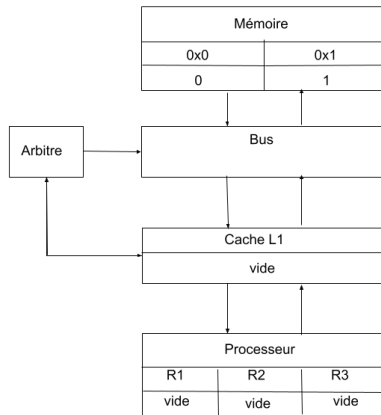 Mémoire
0x0 0x1
0 1
Arbitre
Bus
Cache L1
vide
Processeur
R1 R2 R3
vide vide vide